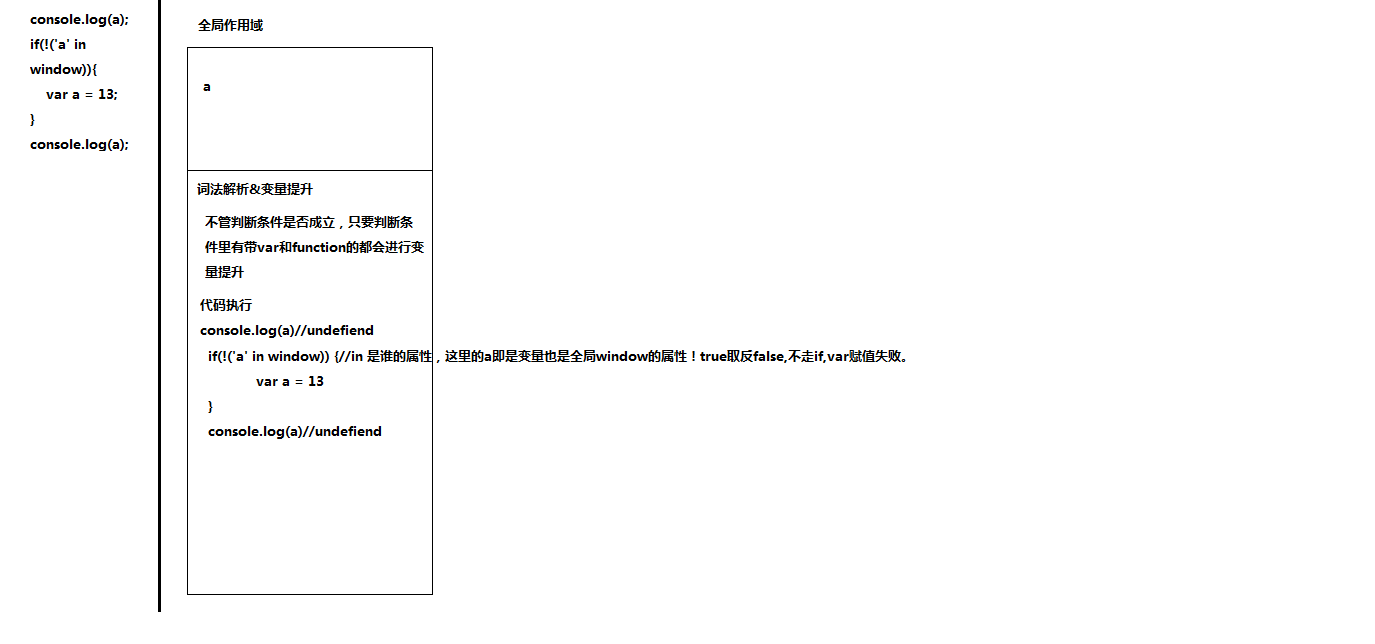 console.log(a);
if(!('a' in
window)){
var a = 13;
}
console.log(a);
全局作用域
a
词法解析&变量提升
不管判断条件是否成立，只要判断条
件里有带var和function的都会进行变
量提升
代码执行
console.log(a)//undefiend
if(!('a' in window)) {//in 是谁的属性，这里的a即是变量也是全局window的属性！true取反false,不走if,var赋值失败。
var a = 13
}
console.log(a)//undefiend